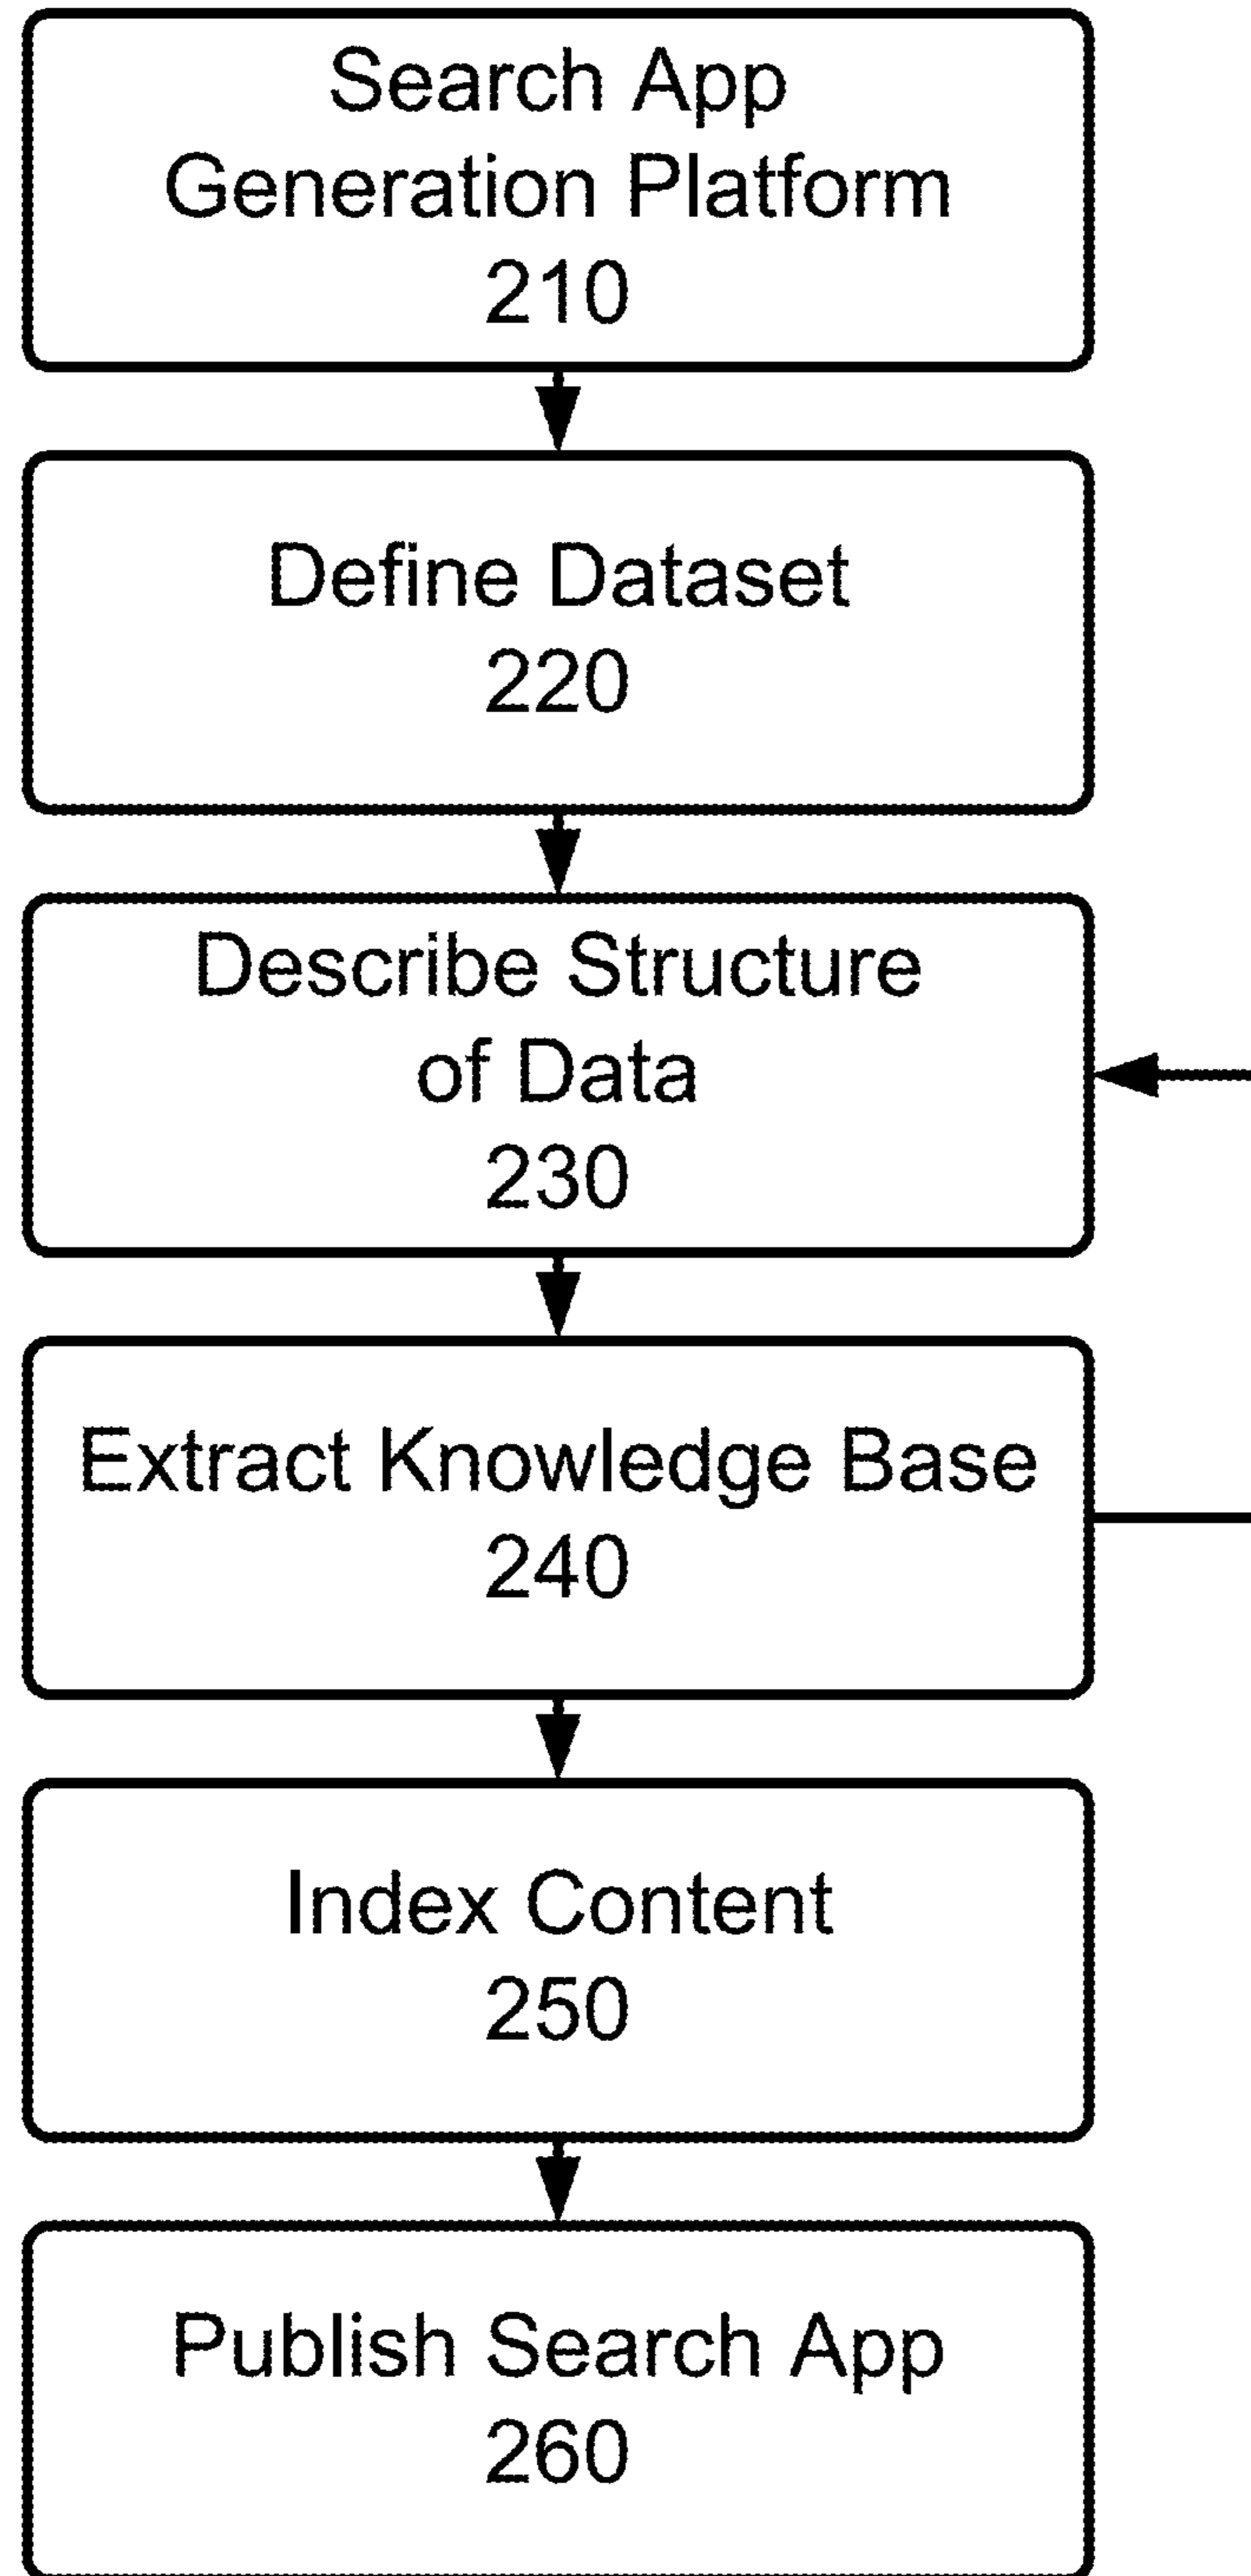 Search App
Generation Platform
210
Define Dataset
220
Describe Structure
of Data
230
Extract Knowledge Base
240
Index Content
250
Publish Search App
260